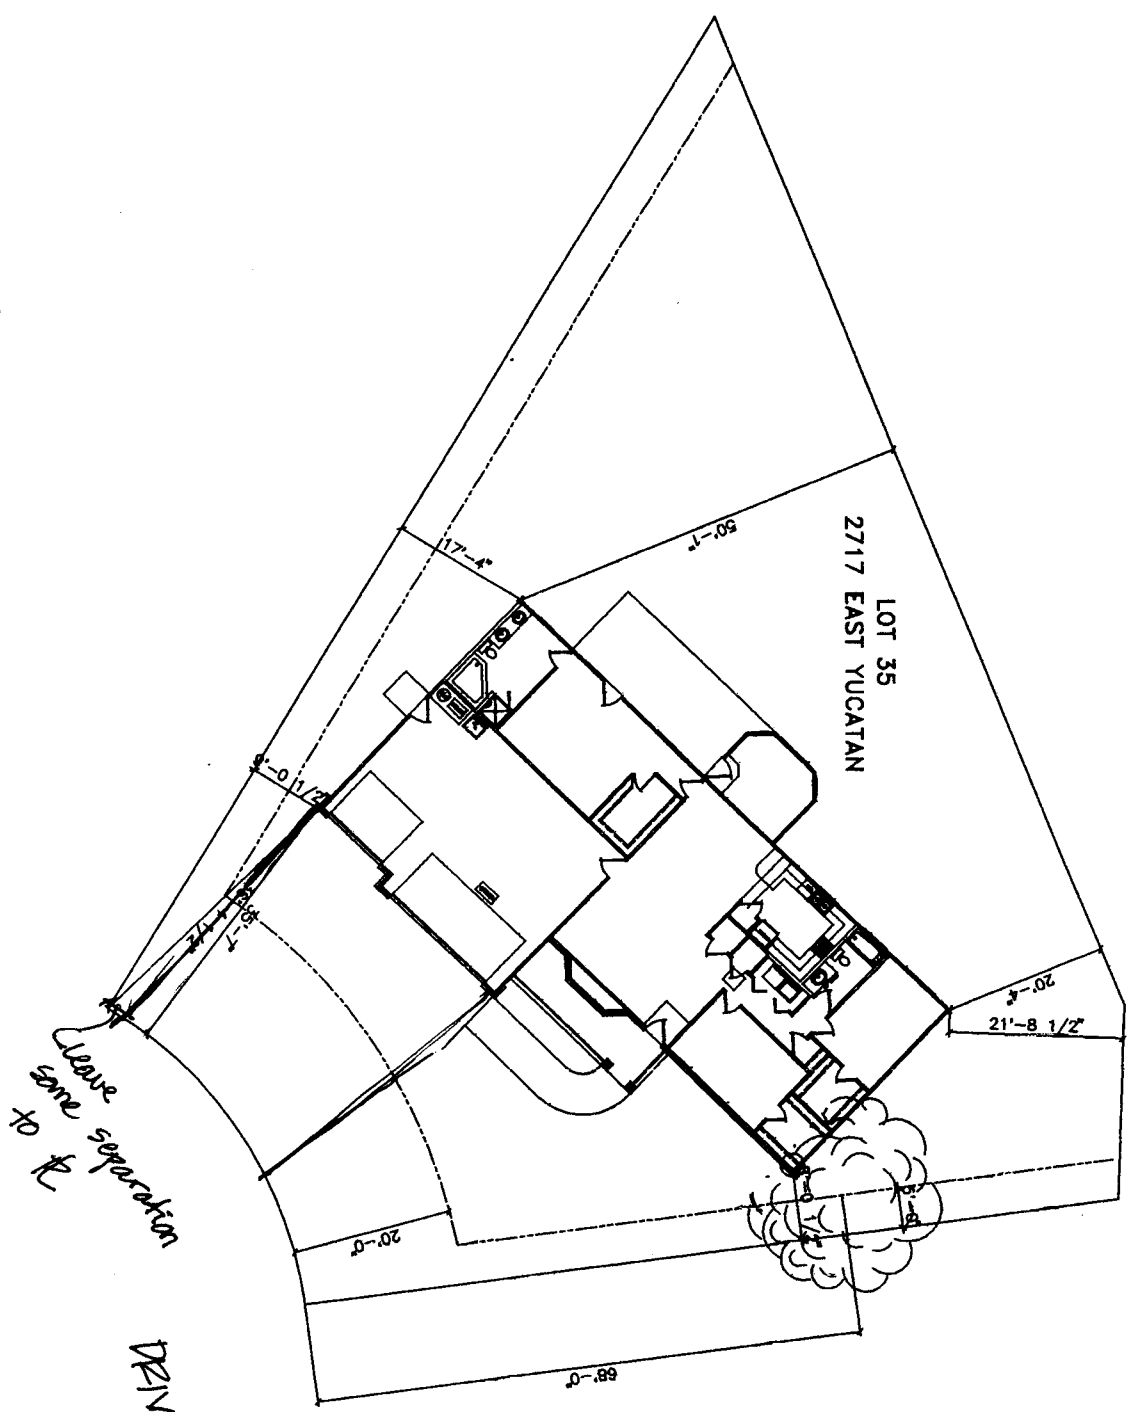 LOT 35
2717 EAST YUCATAN
50'-1"
17'-4"
20'-4"
21'-8 1/2"
20'-0"
68'-0"
leave
some separation
to
DRIV